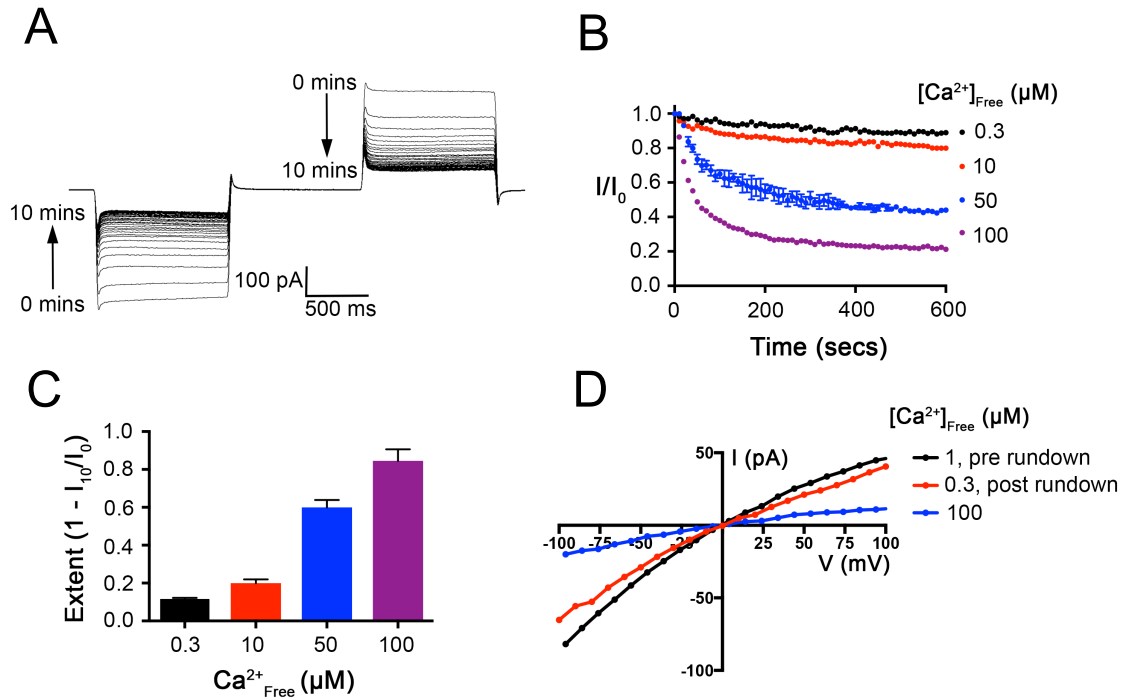 A
0 mins
10 mins
10 mins
0 mins
100 pA
500 ms
B
[Ca²⁺]Free (µM)
1.0
0.8
0.6
0.4
0.2
0.0
I/I₀
0
200
400
600
Time (secs)
0.3
10
50
100
C
1.0
0.8
0.6
0.4
0.2
0.0
Extent (1 - I₁₀/I₀)
0.3
10
50
100
Ca²⁺Free (µM)
D
[Ca²⁺]Free (µM)
1, pre rundown
0.3, post rundown
100
50
I (pA)
-100 -75 -50 -25 25 50 75 100
V (mV)
-50
-100